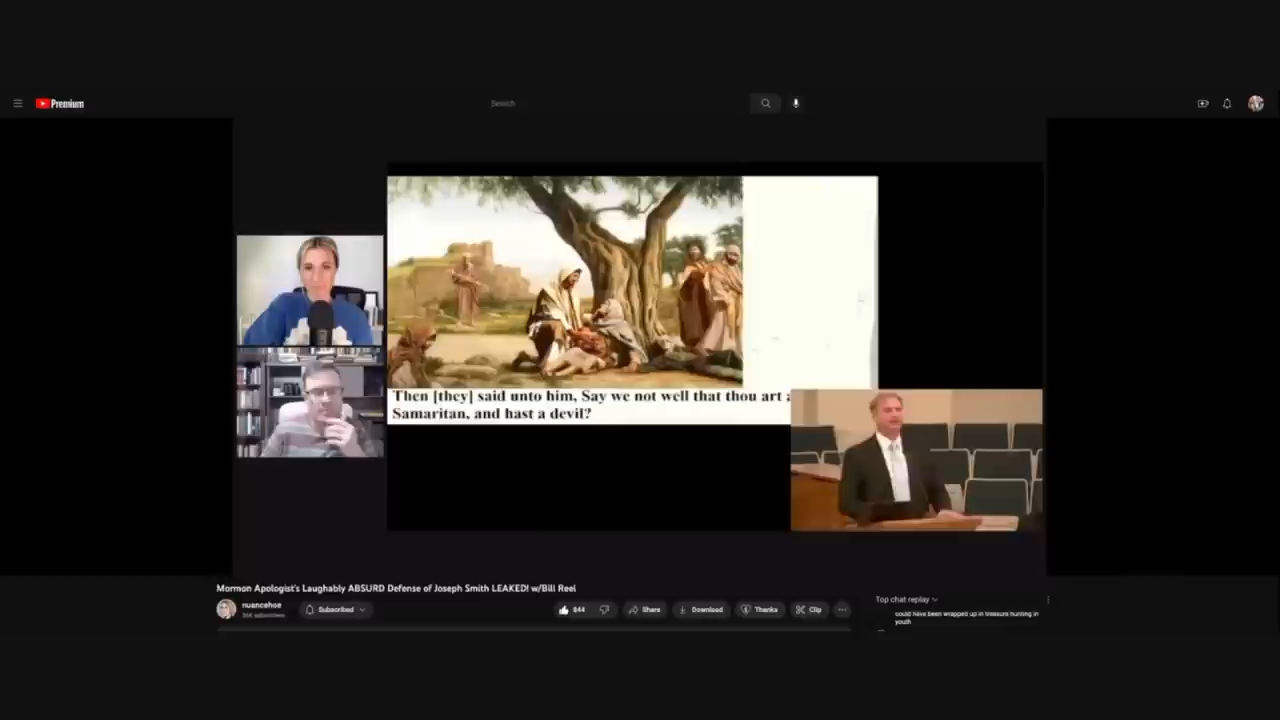 Premium
Search
Then [they] said unto him, Say we not well that thou art a
Samaritan, and hast a devil?
Mormon Apologist's Laughably ABSURD Defense of Joseph Smith LEAKED! w/Bill Reel
nuancehoe
Subscribed
844
Share
Download
Thanks
Clip
Top chat replay
could have been wrapped up in treasure hunting in
youth